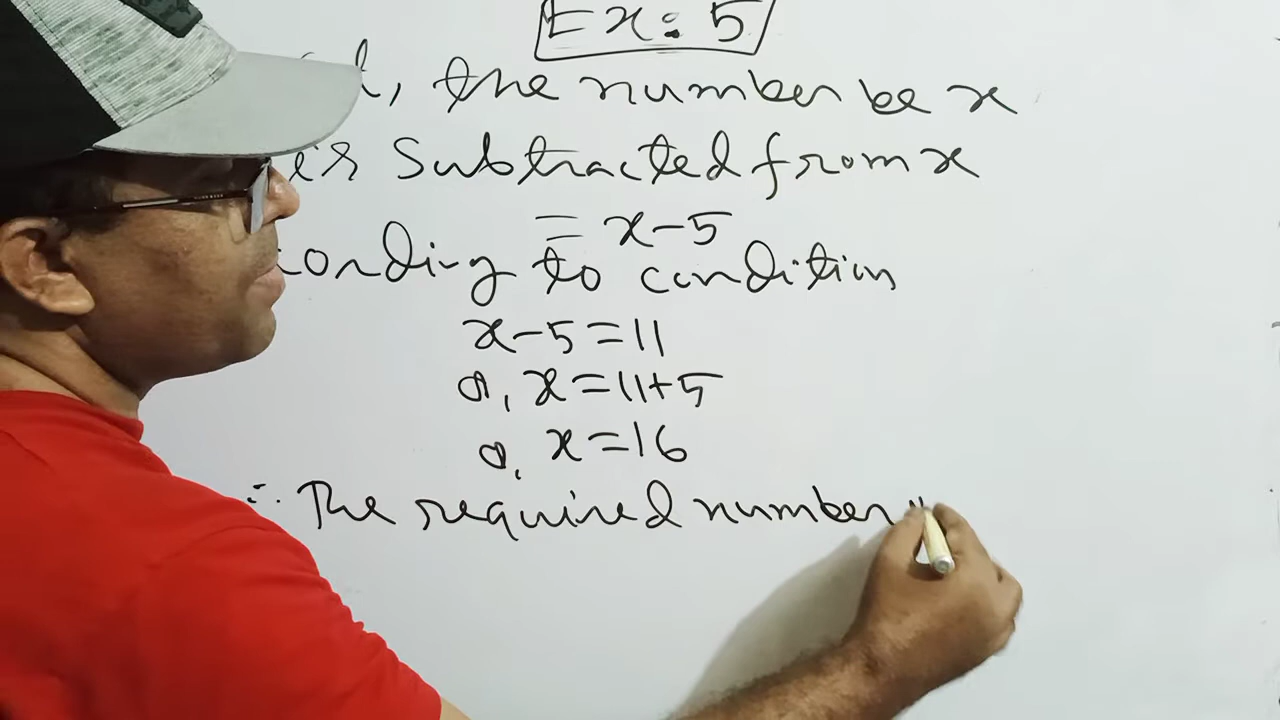 Ex: 5
, the number be x
is Subtracted from x
= x-5
to condition
x-5=11
or, x=11+5
or, x=16
∴ The required number